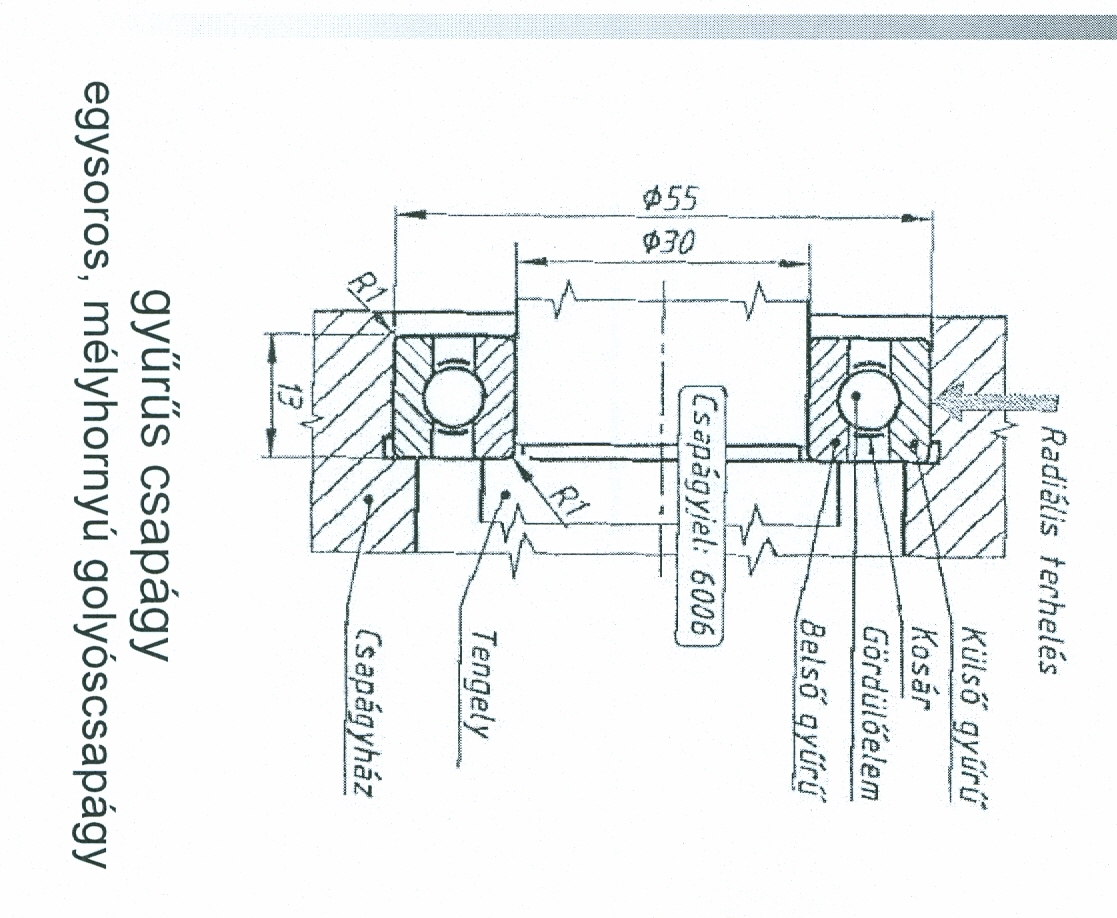 gyűrűs csapágy
egysoros, mélyhornyú golyóscsapágy
Radiális terhelés
Külső gyűrű
Kosár
Gördülőelem
Belső gyűrű
Csapágyjel: 6006
Tengely
Csapágyház
ϕ55
ϕ30
R1
R1
13